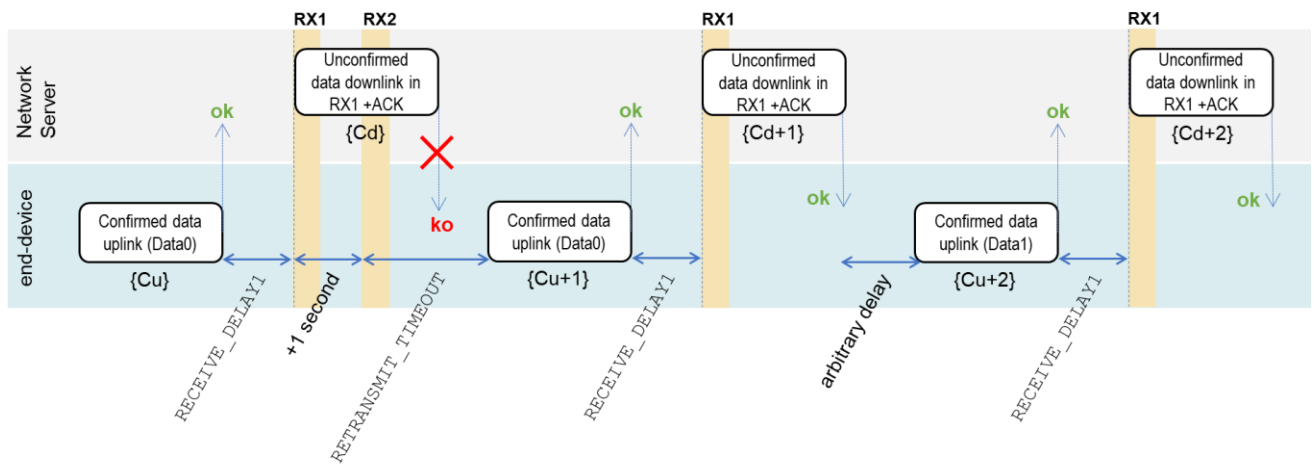 RX1
RX2
RX1
RX1
Network
Server
Unconfirmed
data downlink in
RX1 +ACK
{Cd}
ok
Unconfirmed
data downlink in
RX1 +ACK
{Cd+1}
ok
Unconfirmed
data downlink in
RX1 +ACK
{Cd+2}
ok
end-device
Confirmed data
uplink (Data0)
{Cu}
ko
Confirmed data
uplink (Data0)
{Cu+1}
ok
Confirmed data
uplink (Data1)
{Cu+2}
ok
RECEIVE_DELAY1
+1 second
RETRANSMIT_TIMEOUT
RECEIVE_DELAY1
arbitrary delay
RECEIVE_DELAY1